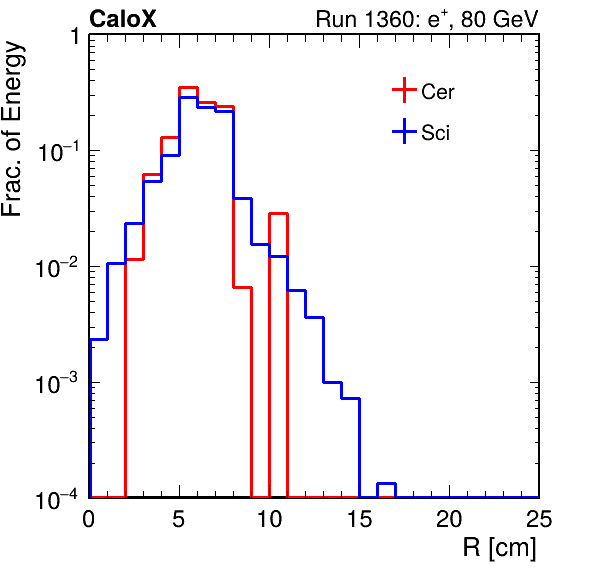 CaloX Run 1360: e⁺, 80 GeV
Frac. of Energy
1
10⁻¹
10⁻²
10⁻³
10⁻⁴
Cer
Sci
0 5 10 15 20 25
R [cm]